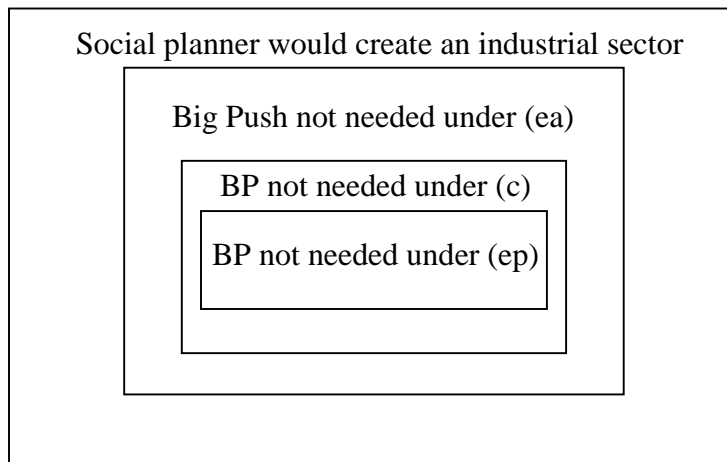 Social planner would create an industrial sector
Big Push not needed under (ea)
BP not needed under (c)
BP not needed under (ep)